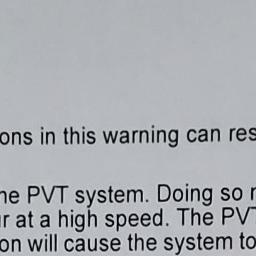 ons in this warning can res
he PVT system. Doing so
r at a high speed. The PV
on will cause the system to